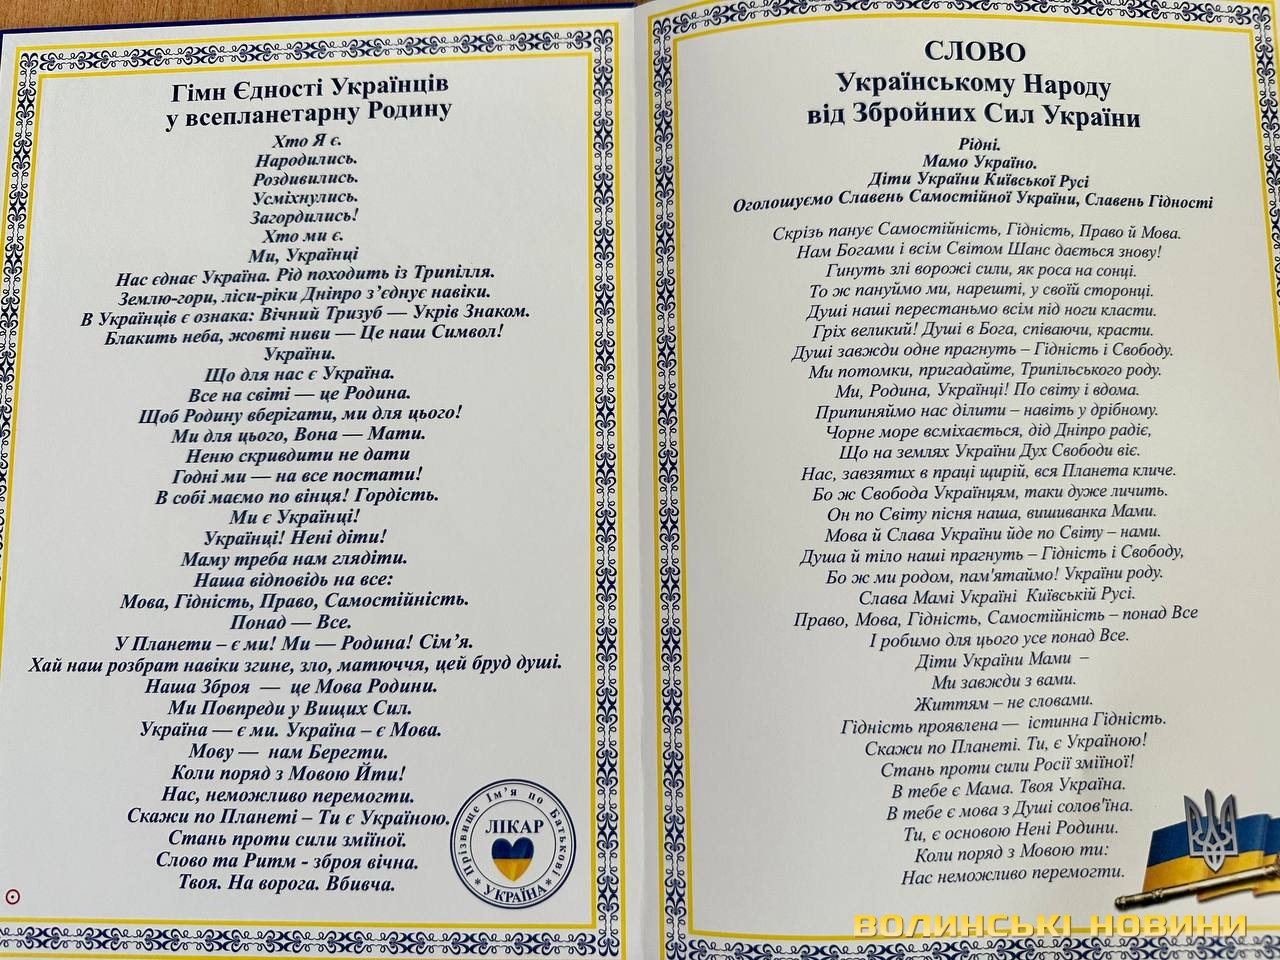 Гімн Єдності Українців
у всепланетарну Родину
Хто Я є.
Народились.
Роздивились.
Усміхнулись.
Загордились!
Хто ми є.
Ми, Українці
Нас єднає Україна. Рід походить із Трипілля.
Землю-гори, ліси-ріки Дніпро з’єднує навіки.
В Українців є ознака: Вічний Тризуб — Укрів Знаком.
Блакить неба, жовті ниви — Це наш Символ!
України.
Що для нас є Україна.
Все на світі — це Родина.
Щоб Родину вберігати, ми для цього!
Ми для цього, Вона — Мати.
Неню скривдити не дати
Годні ми — на все постати!
В собі маємо по вінця! Гордість.
Ми є Українці!
Українці! Нені діти!
Маму треба нам глядіти.
Наша відповідь на все:
Мова, Гідність, Право, Самостійність.
Понад — Все.
У Планети – є ми! Ми — Родина! Сім’я.
Хай наш розбрат навіки згине, зло, матюччя, цей бруд душі.
Наша Зброя — це Мова Родини.
Ми Повпреди у Вищих Сил.
Україна — є ми. Україна – є Мова.
Мову — нам Берегти.
Коли поряд з Мовою Йти!
Нас, неможливо перемогти.
Скажи по Планеті – Ти є Україною.
Стань проти сили зміїної.
Слово та Ритм - зброя вічна.
Твоя. На ворога. Вбивча.
Прізвище Ім’я по Батькові
ЛІКАР
* УКРАЇНА *
СЛОВО
Українському Народу
від Збройних Сил України
Рідні.
Мамо Україно.
Діти України Київської Русі
Оголошуємо Славень Самостійної України, Славень Гідності
Скрізь панує Самостійність, Гідність, Право й Мова.
Нам Богами і всім Світом Шанс дається знову!
Гинуть злі ворожі сили, як роса на сонці.
То ж пануймо ми, нарешті, у своїй сторонці.
Душі наші перестаньмо всім під ноги класти.
Гріх великий! Душі в Бога, співаючи, красти.
Душі завжди одне прагнуть – Гідність і Свободу.
Ми потомки, пригадайте, Трипільського роду.
Ми, Родина, Українці! По світу і вдома.
Припиняймо нас ділити – навіть у дрібному.
Чорне море всміхається, дід Дніпро радіє,
Що на землях України Дух Свободи віє.
Нас, завзятих в праці щирій, вся Планета кличе.
Бо ж Свобода Українцям, таки дуже личить.
Он по Світу пісня наша, вишиванка Мами.
Мова й Слава України йде по Світу – нами.
Душа й тіло наші прагнуть – Гідність і Свободу,
Бо ж ми родом, пам'ятаймо! України роду.
Слава Мамі Україні Київській Русі.
Право, Мова, Гідність, Самостійність – понад Все
І робимо для цього усе понад Все.
Діти України Мами –
Ми завжди з вами.
Життям – не словами.
Гідність проявлена — істинна Гідність.
Скажи по Планеті. Ти, є Україною!
Стань проти сили Росії зміїної!
В тебе є Мама. Твоя Україна.
В тебе є мова з Душі солов'їна.
Ти, є основою Нені Родини.
Коли поряд з Мовою ти:
Нас неможливо перемогти.
ВОЛИНСЬКІ НОВИНИ